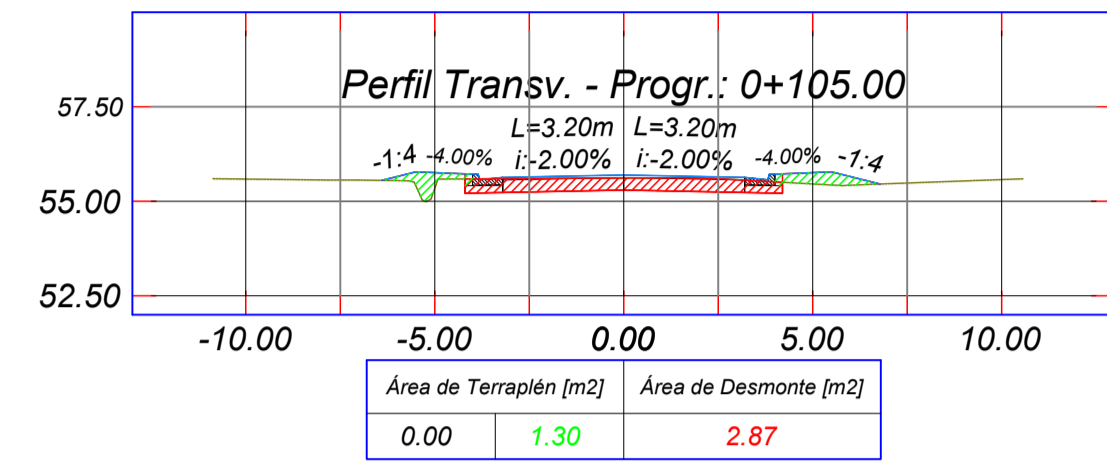 Perfil Transv. - Progr.: 0+105.00
57.50
L=3.20m L=3.20m
-1:4 -4.00% i:-2.00% i:-2.00% -4.00% -1:4
55.00
52.50
-10.00 -5.00 0.00 5.00 10.00
Área de Terraplén [m2] Área de Desmonte [m2]
0.00 1.30 2.87